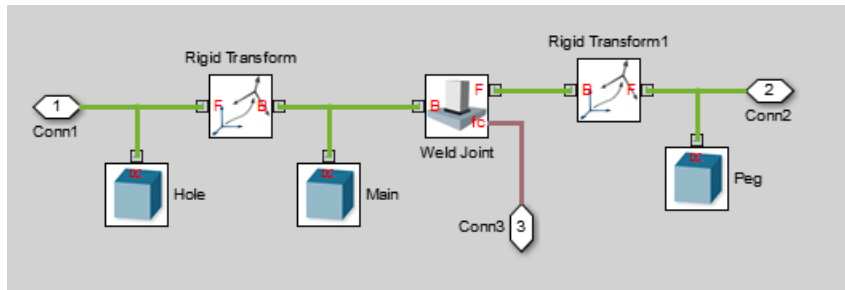 Rigid Transform1
Rigid Transform
1
F
B
B
F
fc
B
F
2
Conn1
Conn2
Weld Joint
R
Hole
R
Main
R
Peg
Conn3
3